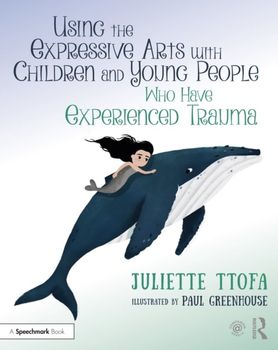 Using the
Expressive Arts with
Children and Young People
Who Have
Experienced Trauma
Juliette Ttofa
Illustrated by Paul Greenhouse
A Speechmark Book
R